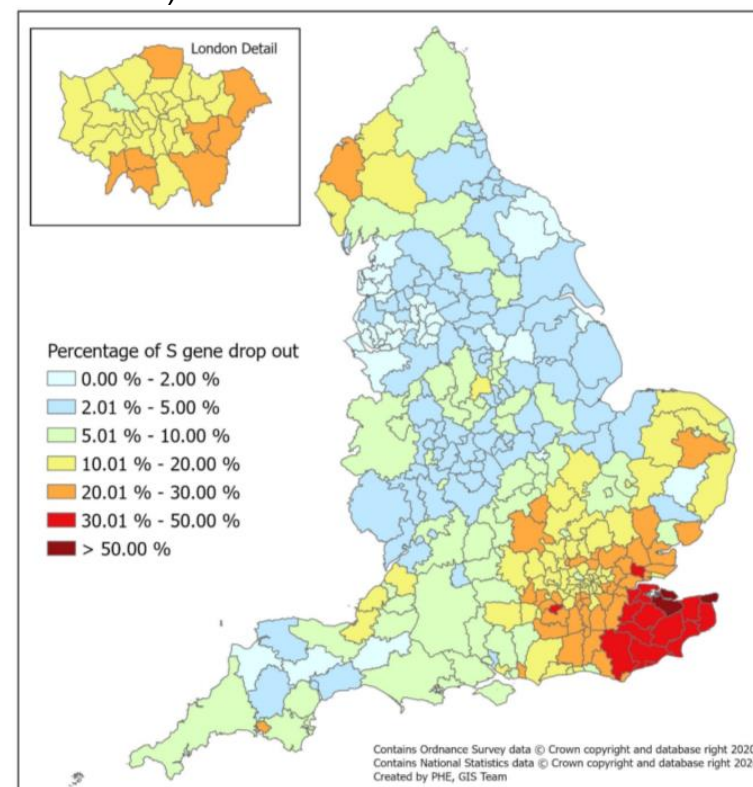 London Detail
Percentage of S gene drop out
0.00 % - 2.00 %
2.01 % - 5.00 %
5.01 % - 10.00 %
10.01 % - 20.00 %
20.01 % - 30.00 %
30.01 % - 50.00 %
> 50.00 %
Contains Ordnance Survey data © Crown copyright and database right 2020
Contains National Statistics data © Crown copyright and database right
Created by PHE, GIS Team